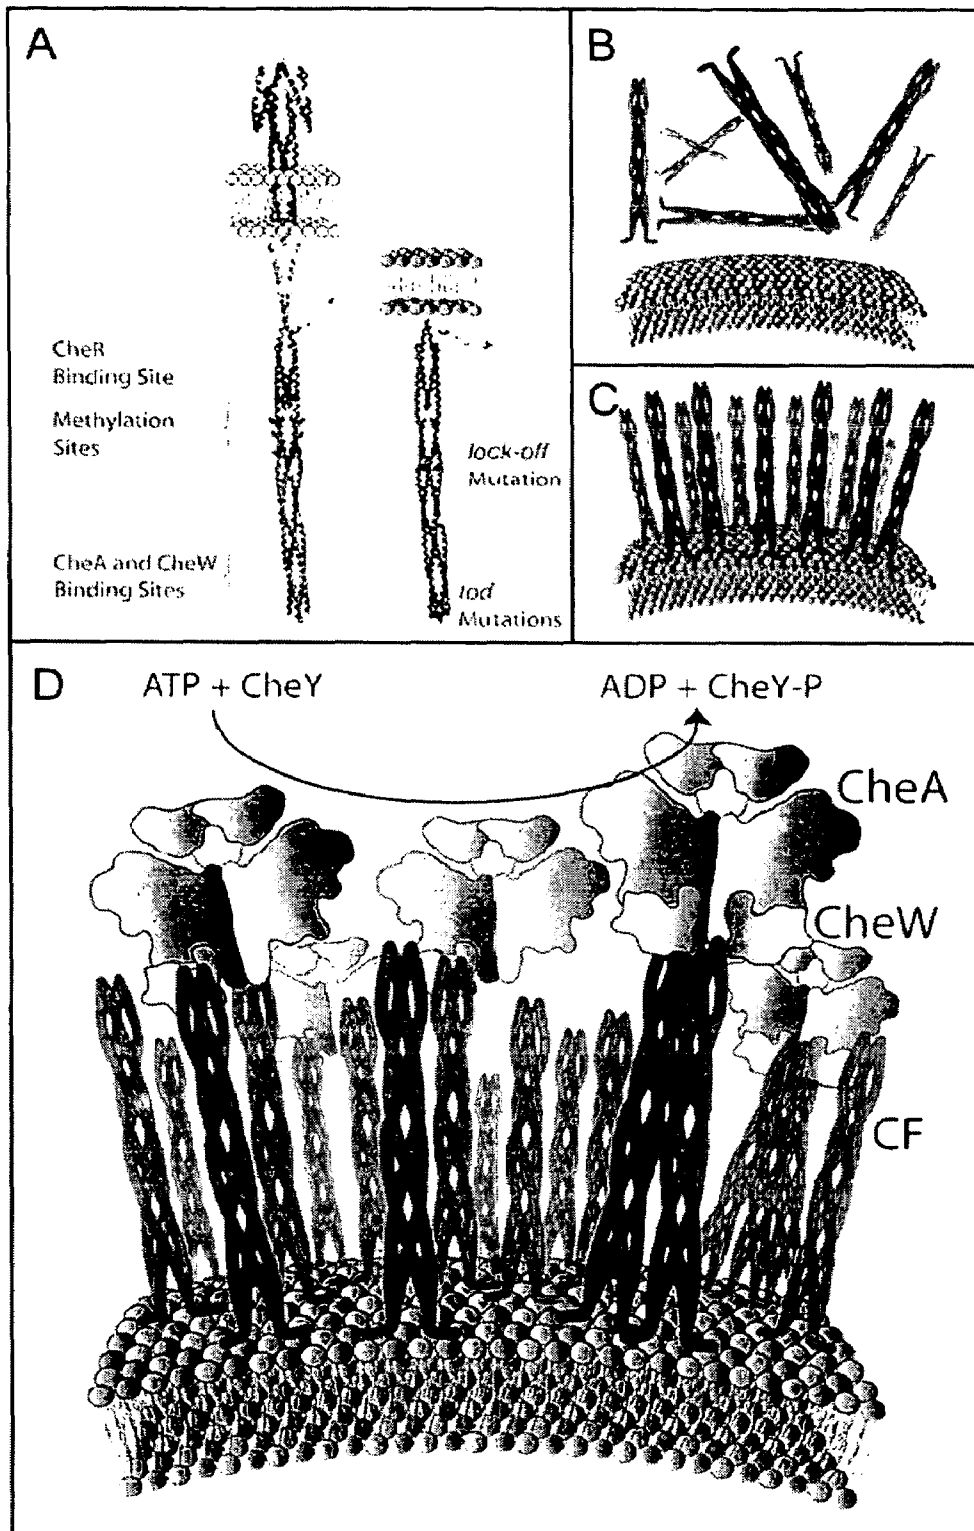 A
CheR
Binding Site
Methylation
Sites
CheA and CheW
Binding Sites
lock-off
Mutation
lod
Mutations
B
C
D
ATP + CheY
ADP + CheY-P
CheA
CheW
CF